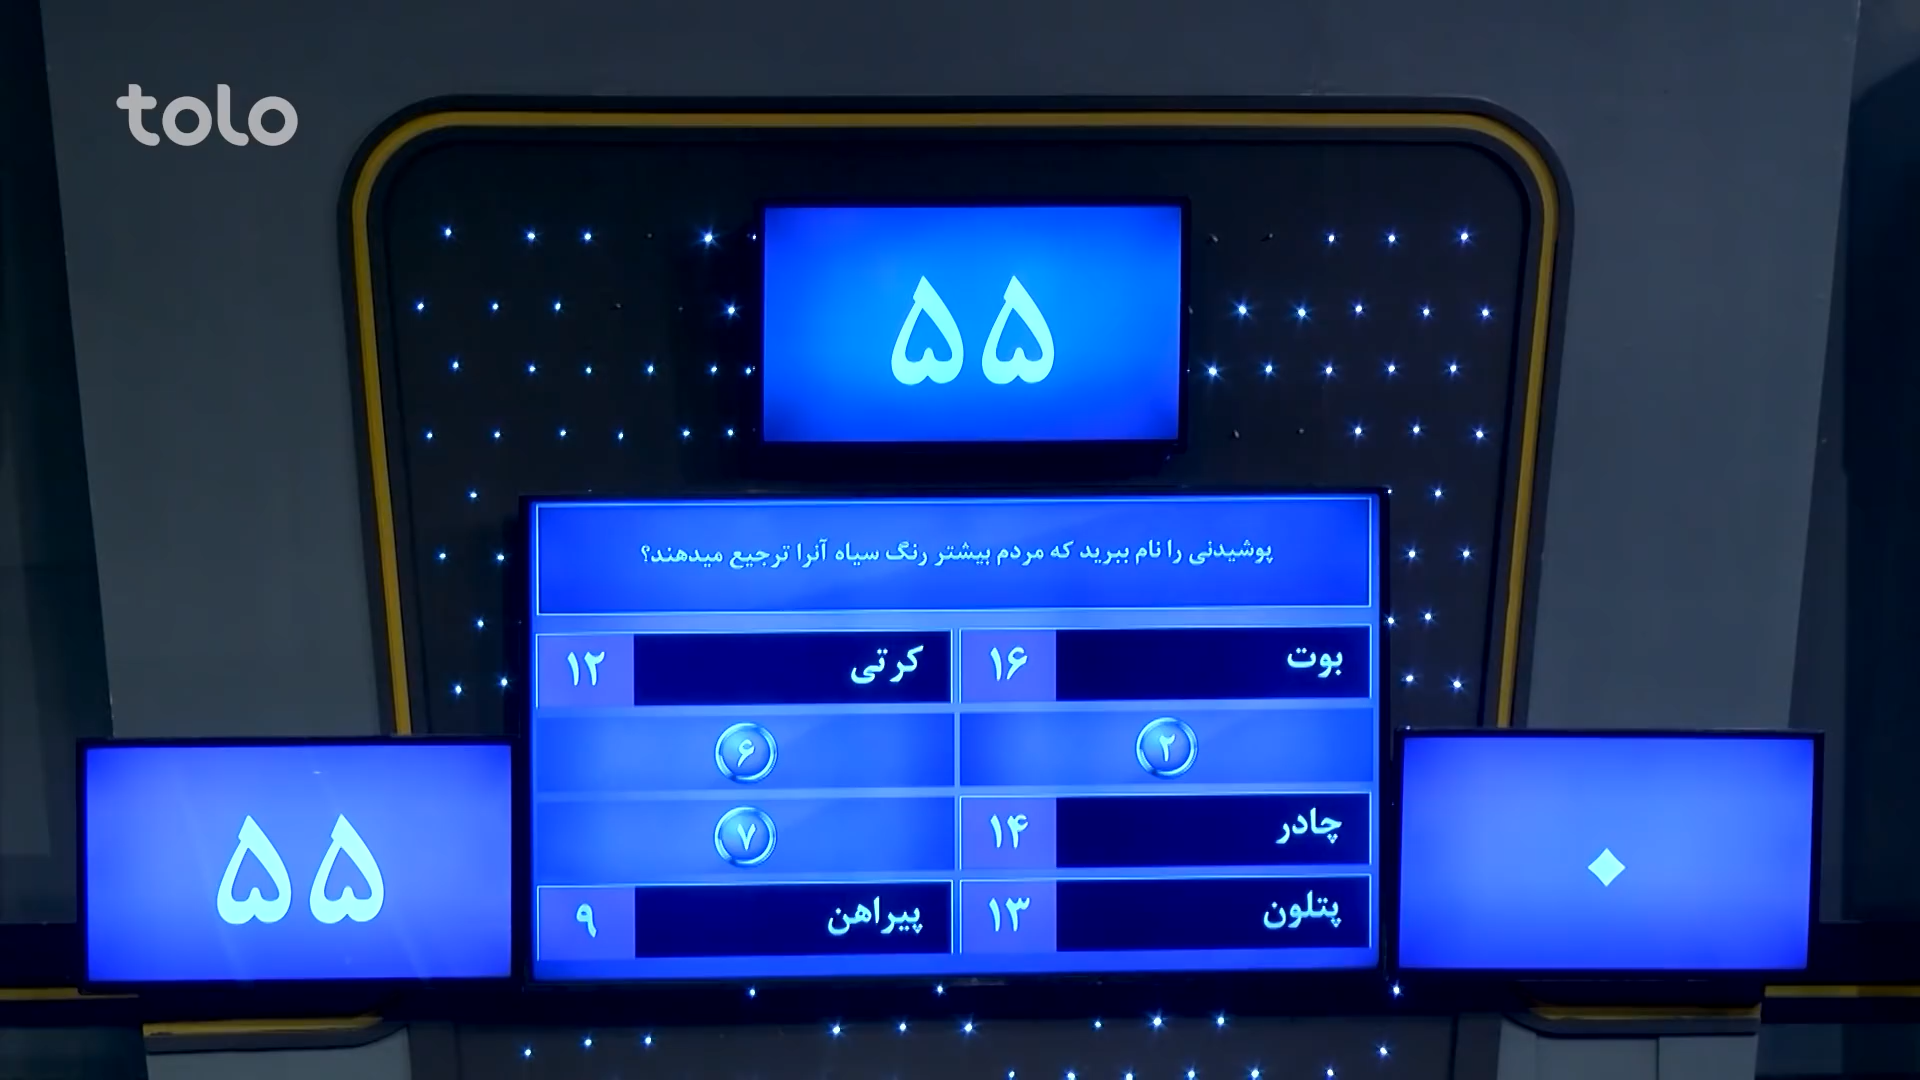 tolo
۵۵
پوشیدنی را نام ببرید که مردم بیشتر رنگ سیاه آنرا ترجیع میدهند؟
بوت ۱۶
کرتی ۱۲
۲
۶
چادر ۱۴
۷
پتلون ۱۳
پیراهن ۹
۰
۵۵